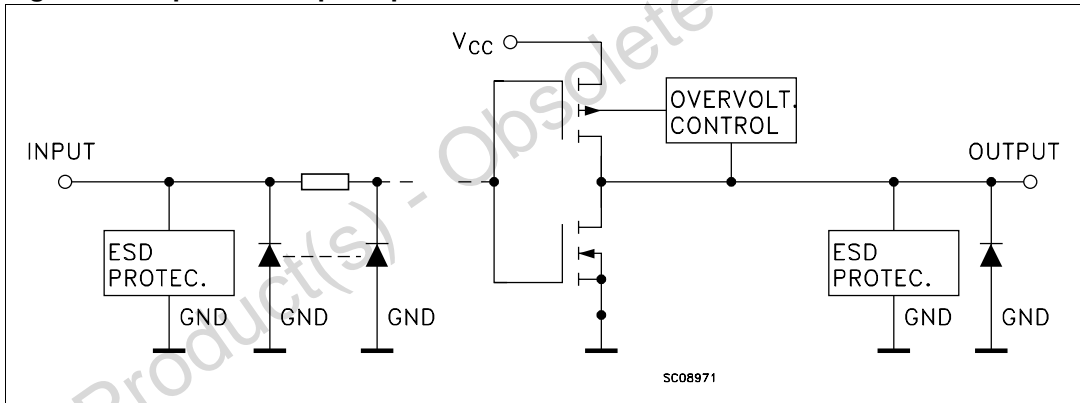 VCC
OVERVOLT.
CONTROL
INPUT
OUTPUT
ESD
PROTEC.
ESD
PROTEC.
GND
GND
GND
GND
GND
SC08971
Product(s) - Obsolete